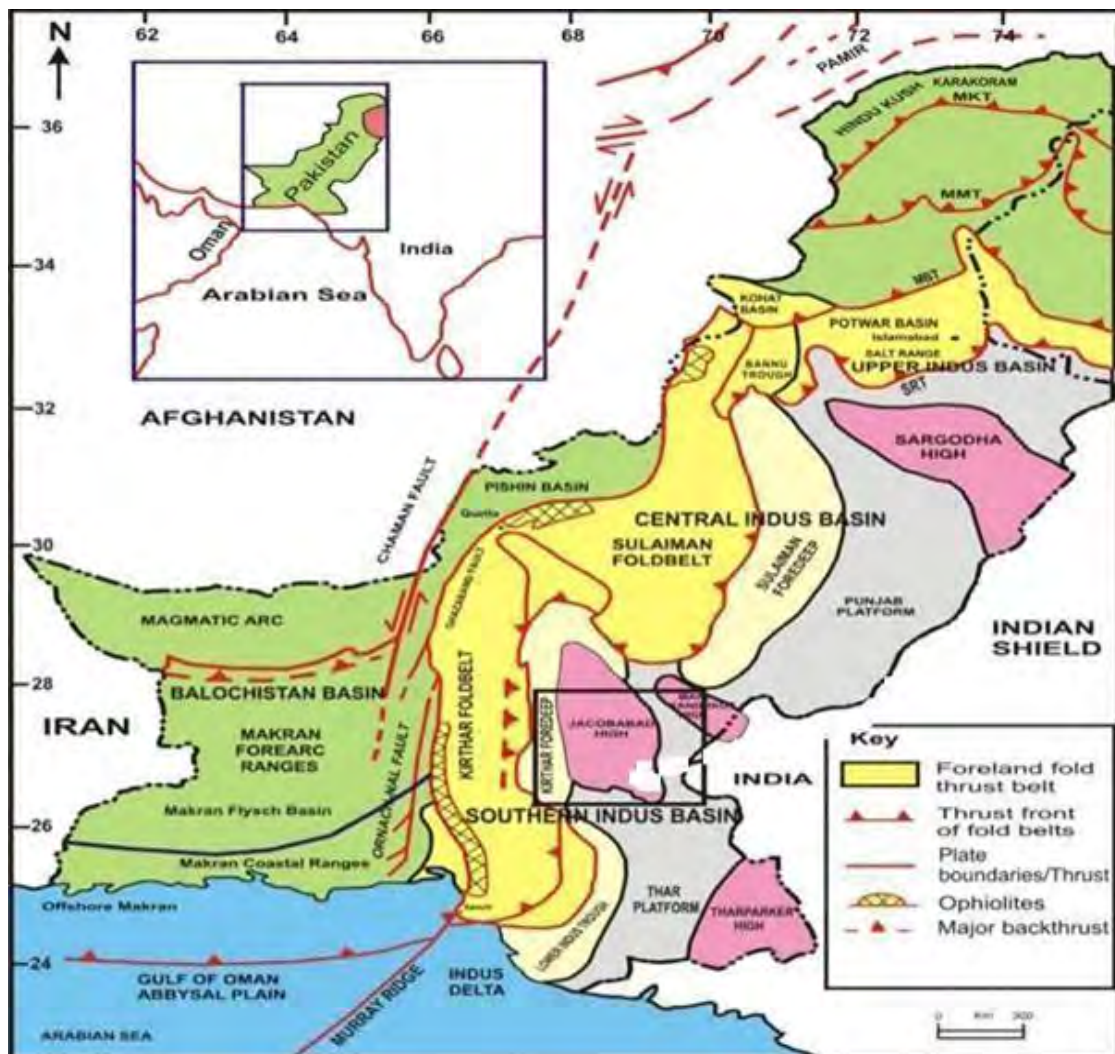 N
62
64
66
68
70
72
74
36
34
32
30
28
26
24
Pakistan
Oman
India
Arabian Sea
PAMIR
HINDU KUSH
KARAKORAM
MKT
MMT
MBT
KOHAT
BASIN
POTWAR BASIN
Islamabad
SALT RANGE
BANNU
TROUGH
UPPER INDUS BASIN
SRT
SARGODHA
HIGH
AFGHANISTAN
CHAMAN FAULT
PISHIN BASIN
Quetta
GHAZABAND FAULT
CENTRAL INDUS BASIN
SULAIMAN
FOLDBELT
SULAIMAN
FOREDEEP
PUNJAB
PLATFORM
INDIAN
SHIELD
MAGMATIC ARC
BALOCHISTAN BASIN
IRAN
MAKRAN
FOREARC
RANGES
Makran Flysch Basin
Makran Coastal Ranges
ORNACH NAL FAULT
KIRTHAR FOLDBELT
KIRTHAR FOREDEEP
JACOBABAD
HIGH
INDIA
SOUTHERN INDUS BASIN
THAR
PLATFORM
THARPARKER
HIGH
LOWER INDUS TROUGH
Offshore Makran
GULF OF OMAN
ABBYSAL PLAIN
MURRAY RIDGE
INDUS
DELTA
ARABIAN SEA
Key
Foreland fold
thrust belt
Thrust front
of fold belts
Plate
boundaries/Thrust
Ophiolites
Major backthrust
0 Km 300